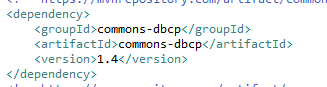 <dependency>
<groupId>commons-dbcp</groupId>
<artifactId>commons-dbcp</artifactId>
<version>1.4</version>
</dependency>